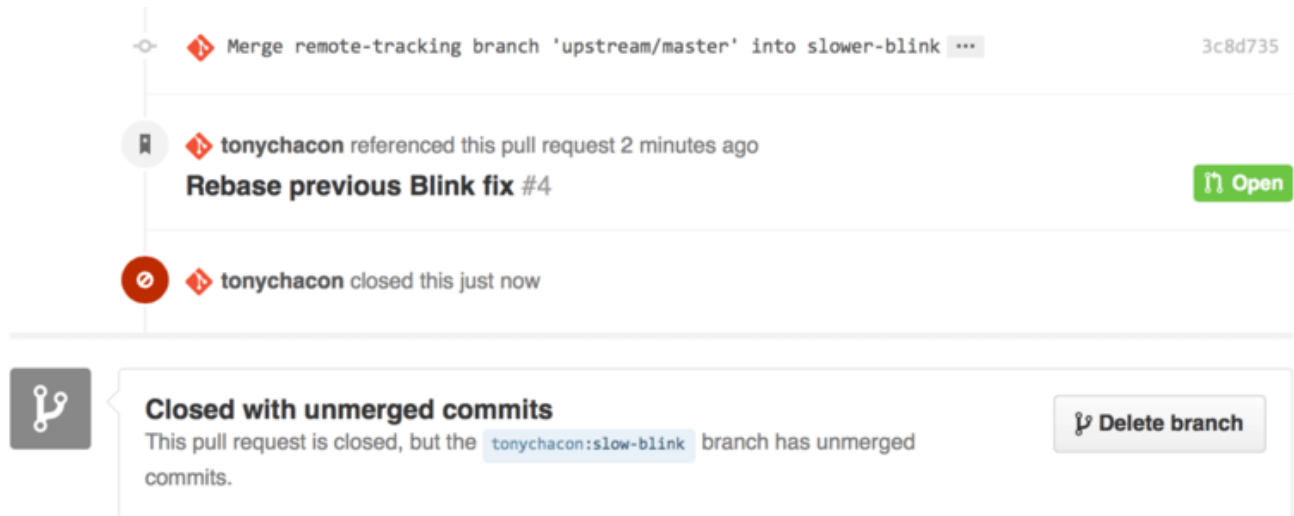 Merge remote-tracking branch 'upstream/master' into slower-blink ··· 3c8d735
tonychacon referenced this pull request 2 minutes ago
Rebase previous Blink fix #4 Open
tonychacon closed this just now
Closed with unmerged commits
Delete branch
This pull request is closed, but the tonychacon:slow-blink branch has unmerged
commits.